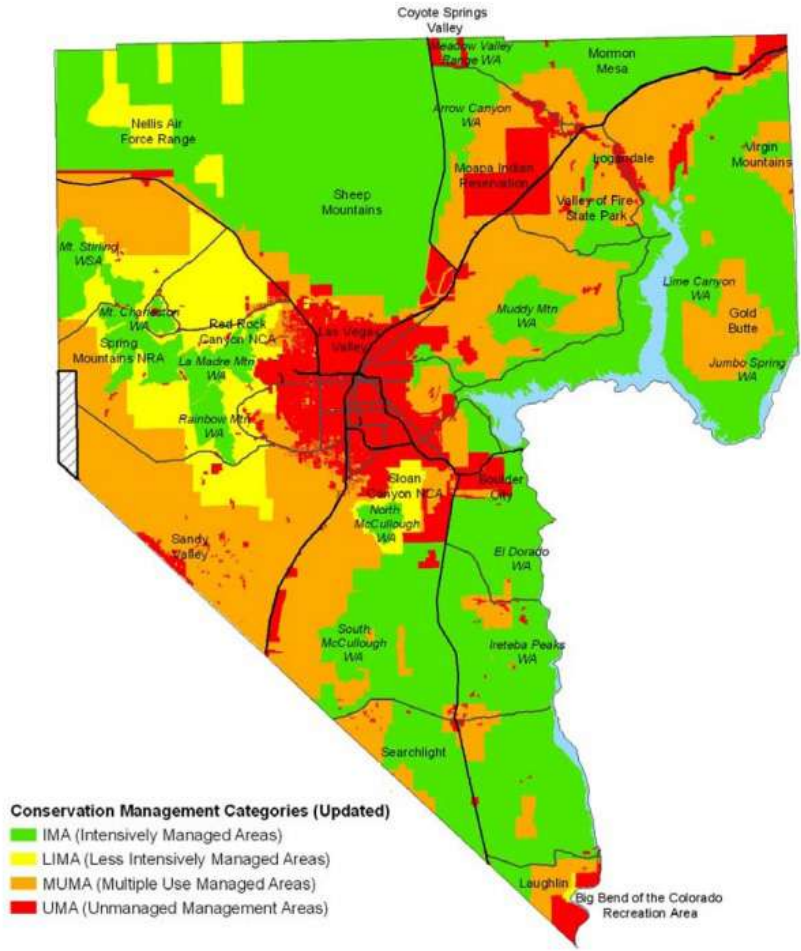 Coyote Springs
Valley
Meadow Valley
Range WA
Mormon
Mesa
Nellis Air
Force Range
Arrow Canyon
WA
Moapa Indian
Reservation
Logandale
Virgin
Mountains
Sheep
Mountains
Valley of Fire
State Park
Mt. Stirling
WSA
Lime Canyon
WA
Mt. Charleston
WA
Muddy Mtn
WA
Gold
Butte
Red Rock
Canyon NCA
Las Vegas
Valley
Spring
Mountains NRA
La Madre Mtn
WA
Jumbo Spring
WA
Rainbow Mtn
WA
Sloan
Canyon NCA
Boulder
City
North
McCullough
WA
Sandy
Valley
El Dorado
WA
South
McCullough
WA
Ireteba Peaks
WA
Searchlight
Conservation Management Categories (Updated)
IMA (Intensively Managed Areas)
LIMA (Less Intensively Managed Areas)
MUMA (Multiple Use Managed Areas)
UMA (Unmanaged Management Areas)
Laughlin
Big Bend of the Colorado
Recreation Area